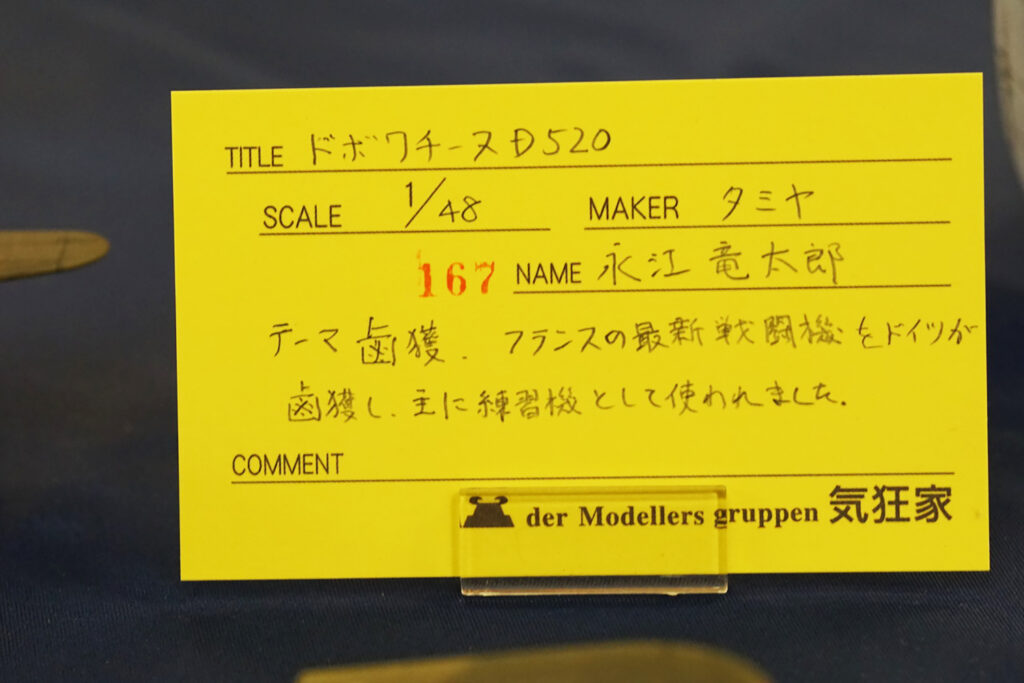 TITLE ドボワチーヌD520
SCALE 1/48 MAKER タミヤ
167 NAME 永江 竜太郎
テーマ 鹵獲. フランスの最新戦闘機をドイツが
鹵獲し、主に練習機として使われました.
COMMENT
der Modellers gruppen 気狂家